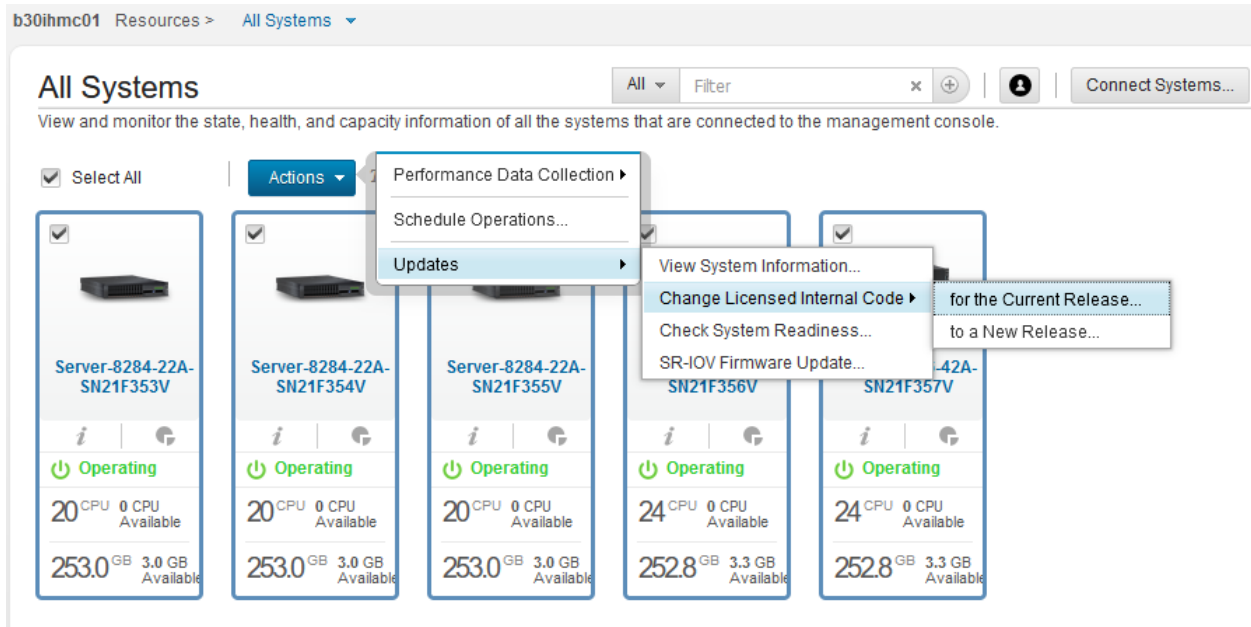 b30ihmc01 Resources > All Systems
All Systems
All
Filter
Connect Systems...
View and monitor the state, health, and capacity information of all the systems that are connected to the management console.
Select All
Actions
Performance Data Collection
Schedule Operations...
Updates
View System Information...
Change Licensed Internal Code
Check System Readiness...
SR-IOV Firmware Update...
for the Current Release...
to a New Release...
Server-8284-22A-
SN21F353V
Operating
20 CPU 0 CPU
Available
253.0 GB 3.0 GB
Available
Server-8284-22A-
SN21F354V
Operating
20 CPU 0 CPU
Available
253.0 GB 3.0 GB
Available
Server-8284-22A-
SN21F355V
Operating
20 CPU 0 CPU
Available
253.0 GB 3.0 GB
Available
SN21F356V
Operating
24 CPU 0 CPU
Available
252.8 GB 3.3 GB
Available
-42A-
SN21F357V
Operating
24 CPU 0 CPU
Available
252.8 GB 3.3 GB
Available